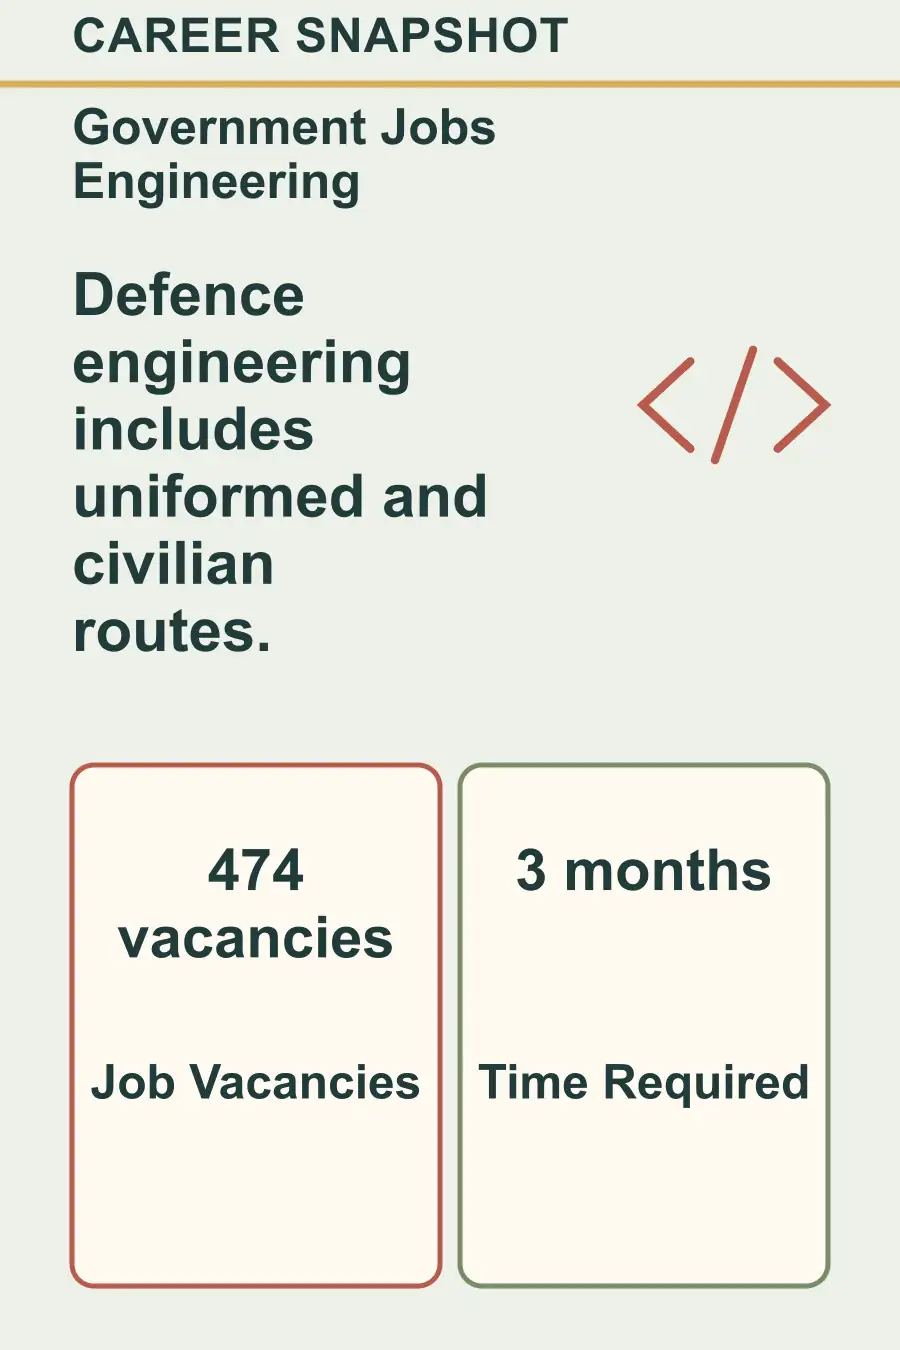 CAREER SNAPSHOT
Government Jobs
Engineering
Defence
engineering
includes
uniformed and
civilian
routes.
474
vacancies
Job Vacancies
3 months
Time Required